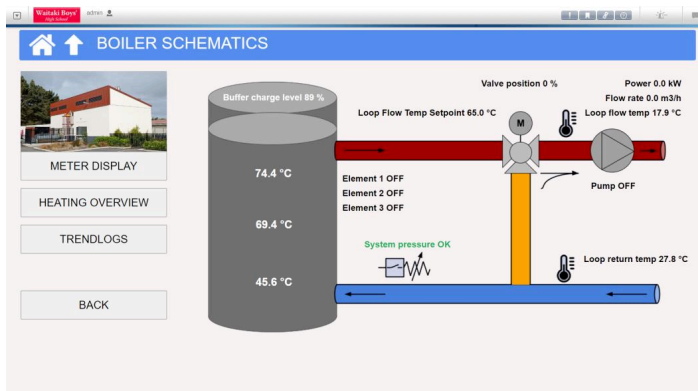 Waitaki Boys'
High School
admin
BOILER SCHEMATICS
METER DISPLAY
HEATING OVERVIEW
TRENDLOGS
BACK
Buffer charge level 89 %
74.4 °C
69.4 °C
45.6 °C
Loop Flow Temp Setpoint 65.0 °C
Valve position 0 %
M
Power 0.0 kW
Flow rate 0.0 m3/h
Loop flow temp 17.9 °C
Element 1 OFF
Element 2 OFF
Element 3 OFF
Pump OFF
System pressure OK
Loop return temp 27.8 °C